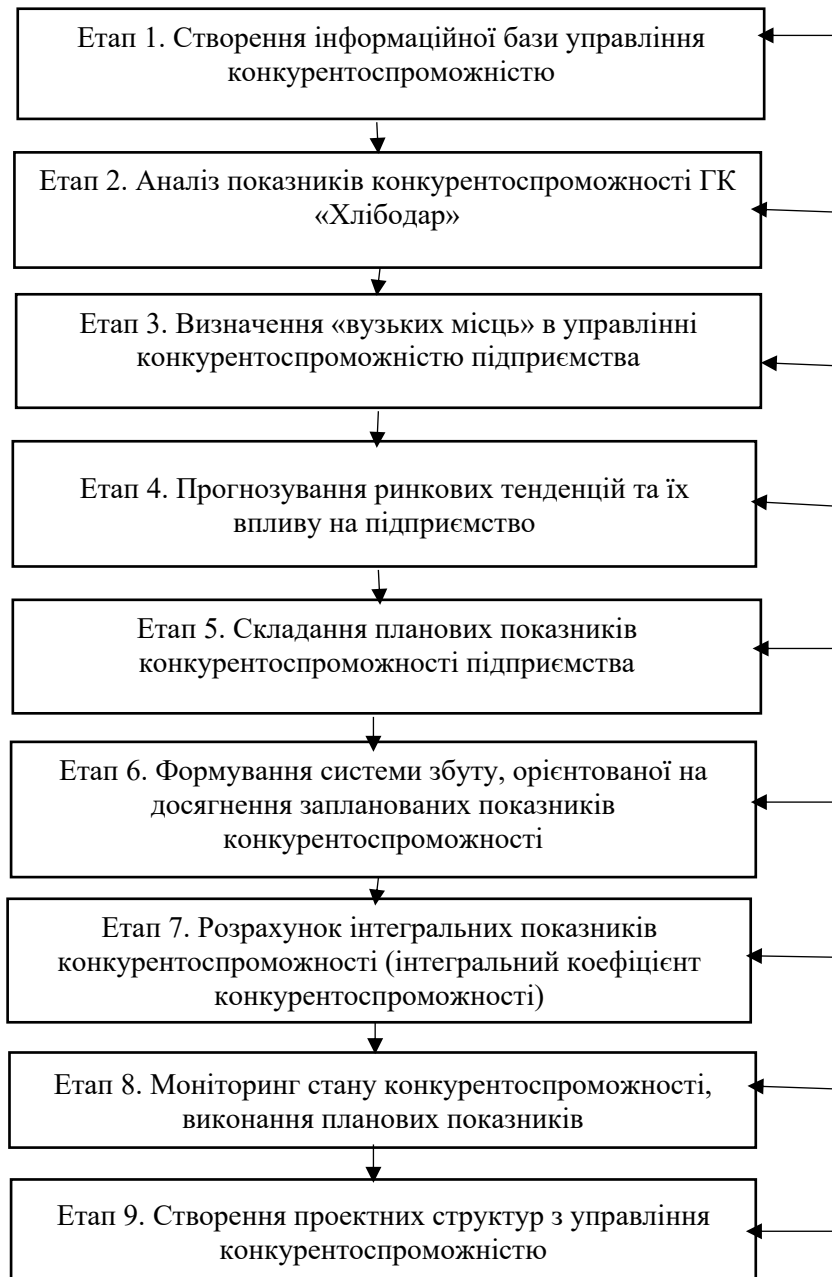 Етап 1. Створення інформаційної бази управління
конкурентоспроможністю
Етап 2. Аналіз показників конкурентоспроможності ГК
«Хлібодар»
Етап 3. Визначення «вузьких місць» в управлінні
конкурентоспроможністю підприємства
Етап 4. Прогнозування ринкових тенденцій та їх
впливу на підприємство
Етап 5. Складання планових показників
конкурентоспроможності підприємства
Етап 6. Формування системи збуту, орієнтованої на
досягнення запланованих показників
конкурентоспроможності
Етап 7. Розрахунок інтегральних показників
конкурентоспроможності (інтегральний коефіцієнт
конкурентоспроможності)
Етап 8. Моніторинг стану конкурентоспроможності,
виконання планових показників
Етап 9. Створення проектних структур з управління
конкурентоспроможністю